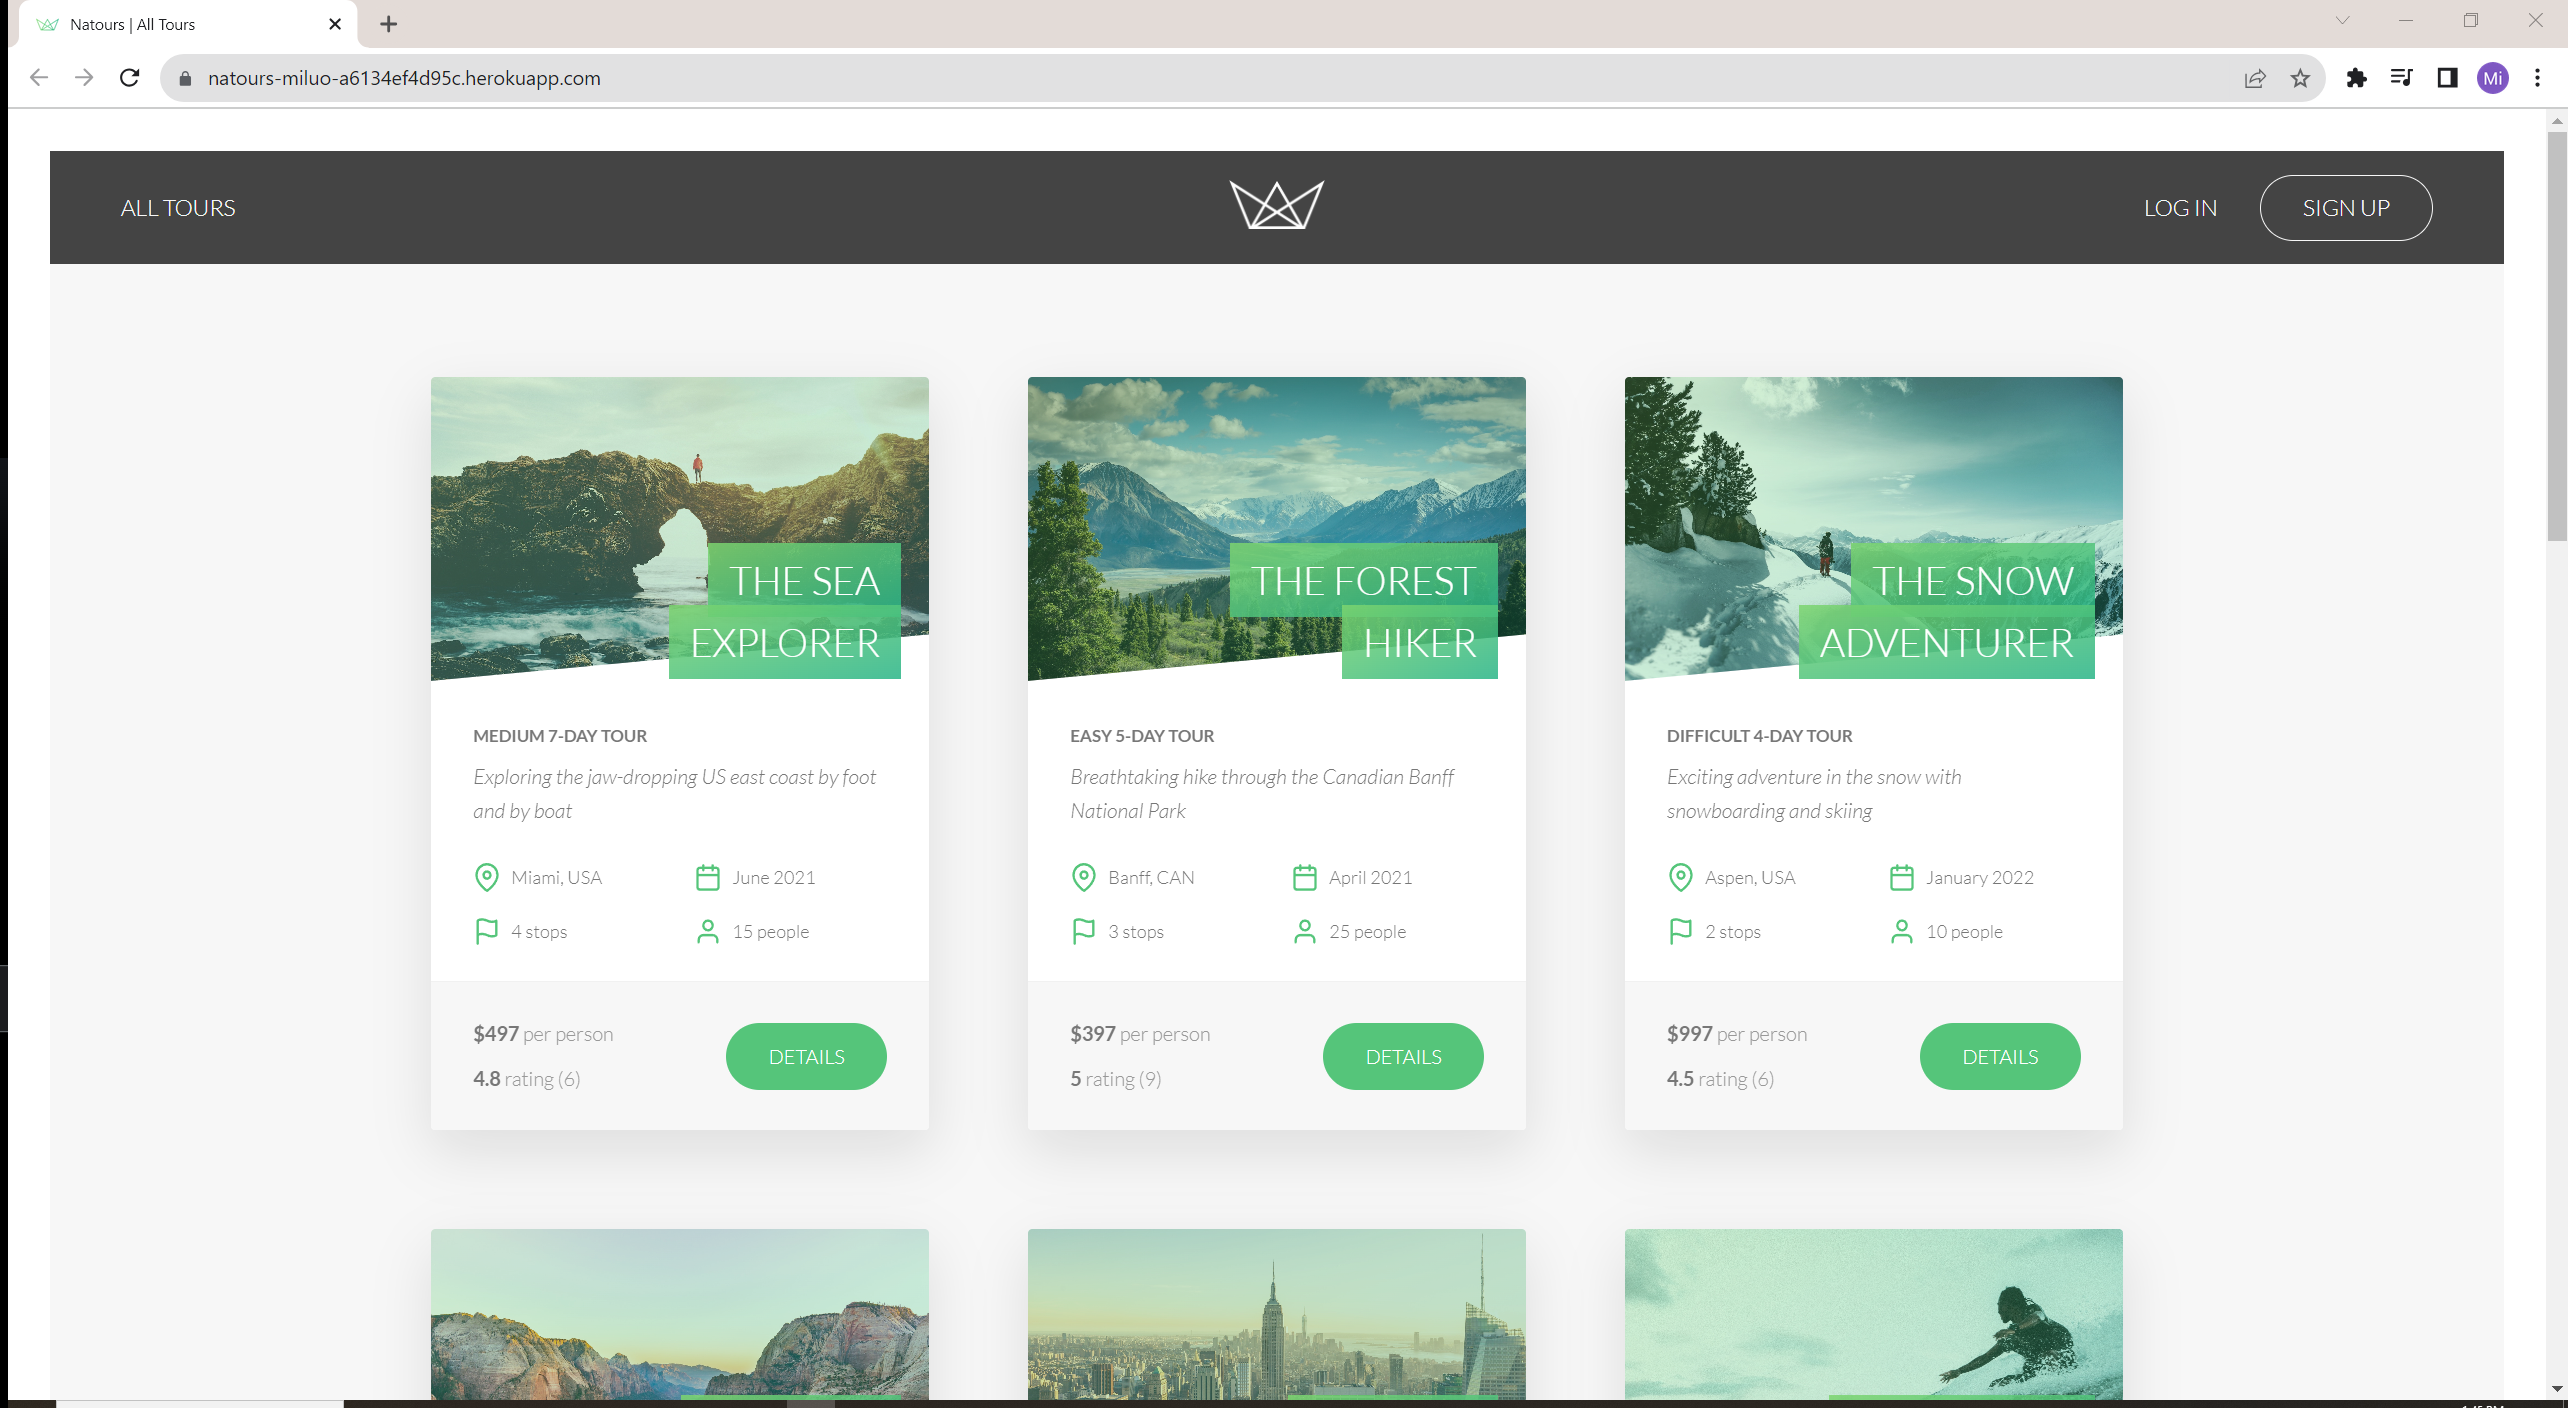 Natours | All Tours
natours-miluo-a6134ef4d95c.herokuapp.com
Mi
ALL TOURS
LOG IN
SIGN UP
THE SEA
EXPLORER
MEDIUM 7-DAY TOUR
Exploring the jaw-dropping US east coast by foot
and by boat
Miami, USA
June 2021
4 stops
15 people
$497 per person
4.8 rating (6)
DETAILS
THE FOREST
HIKER
EASY 5-DAY TOUR
Breathtaking hike through the Canadian Banff
National Park
Banff, CAN
April 2021
3 stops
25 people
$397 per person
5 rating (9)
DETAILS
THE SNOW
ADVENTURER
DIFFICULT 4-DAY TOUR
Exciting adventure in the snow with
snowboarding and skiing
Aspen, USA
January 2022
2 stops
10 people
$997 per person
4.5 rating (6)
DETAILS